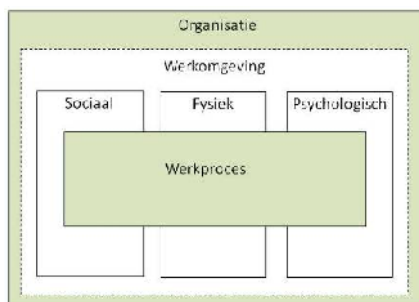 Organisatie
Werkomgeving
Sociaal
Fysiek
Psychologisch
Werkproces